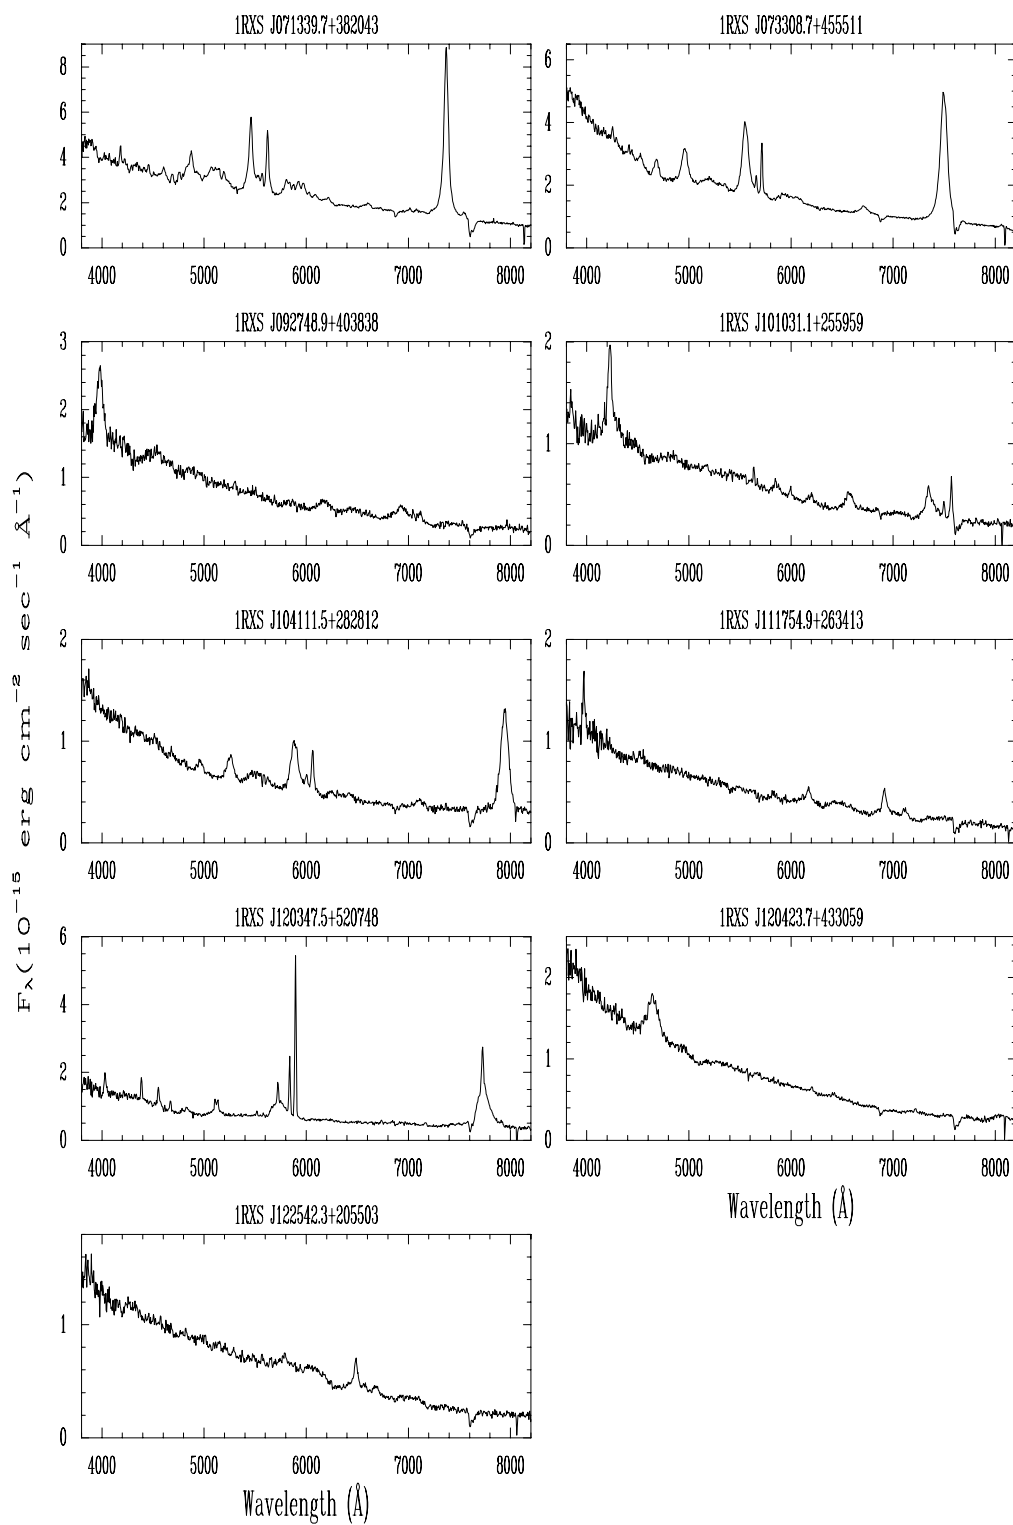 1RXS J071339.7+382043
1RXS J073308.7+455511
8
6
4
2
0
6
4
2
0
4000 5000 6000 7000 8000
4000 5000 6000 7000 8000
1RXS J092748.9+403838
1RXS J101031.1+255959
3
2
1
0
2
1
0
4000 5000 6000 7000 8000
4000 5000 6000 7000 8000
1RXS J104111.5+282812
1RXS J111754.9+263413
2
1
0
2
1
0
4000 5000 6000 7000 8000
4000 5000 6000 7000 8000
1RXS J120347.5+520748
1RXS J120423.7+433059
6
4
2
0
2
1
0
4000 5000 6000 7000 8000
4000 5000 6000 7000 8000
Wavelength (Å)
1RXS J122542.3+205503
1
0
4000 5000 6000 7000 8000
Wavelength (Å)
Fλ(10⁻¹⁵ erg cm⁻² sec⁻¹ Å⁻¹)